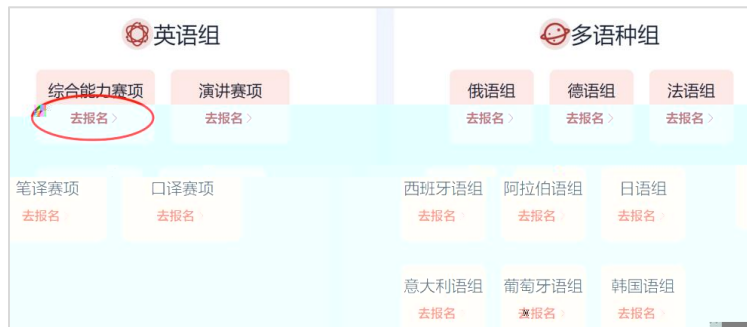 英语组
多语种组
综合能力赛项
演讲赛项
俄语组
德语组
法语组
去报名
去报名
去报名
去报名
去报名
笔译赛项
口译赛项
西班牙语组
阿拉伯语组
日语组
去报名
去报名
去报名
去报名
去报名
意大利语组
葡萄牙语组
韩国语组
去报名
报名
去报名